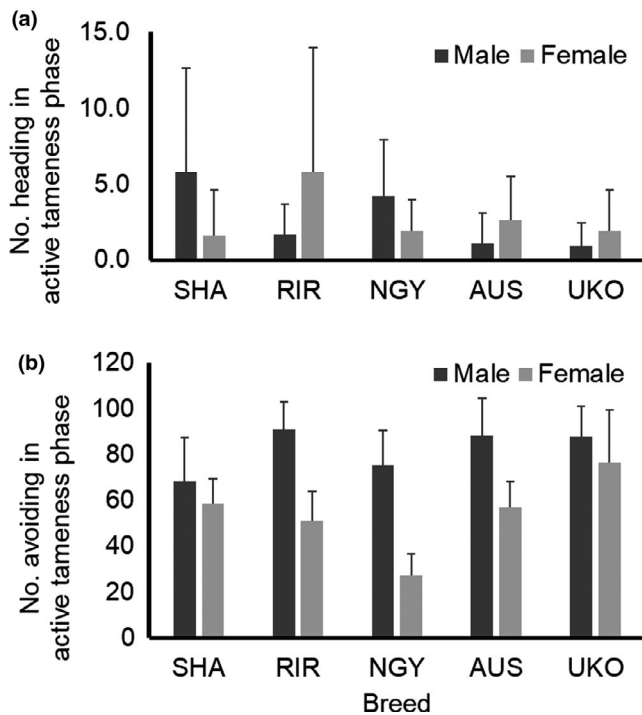 (a)
15.0
10.0
5.0
0.0
No. heading in
active tameness phase
Male Female
SHA RIR NGY AUS UKO
(b)
120
100
80
60
40
20
0
No. avoiding in
active tameness phase
Male Female
SHA RIR NGY AUS UKO
Breed